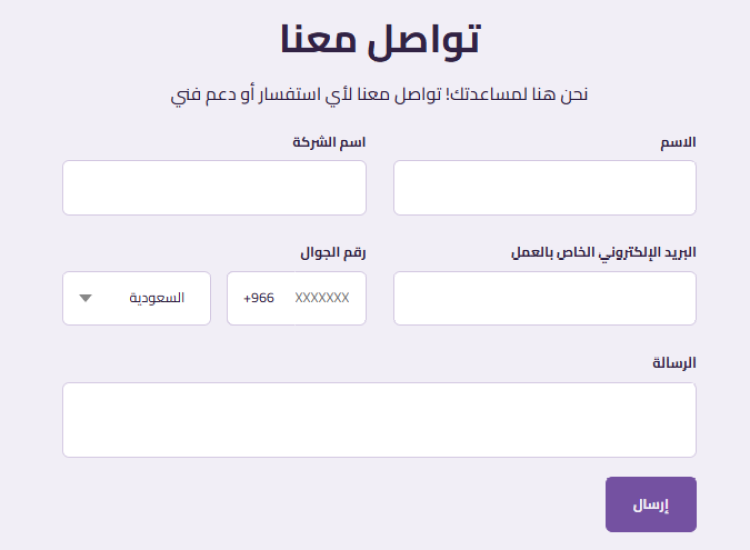 تواصل معنا
نحن هنا لمساعدتك! تواصل معنا لأي استفسار أو دعم فني
الاسم
اسم الشركة
البريد الإلكتروني الخاص بالعمل
رقم الجوال
XXXXXXX
+966
السعودية
الرسالة
إرسال